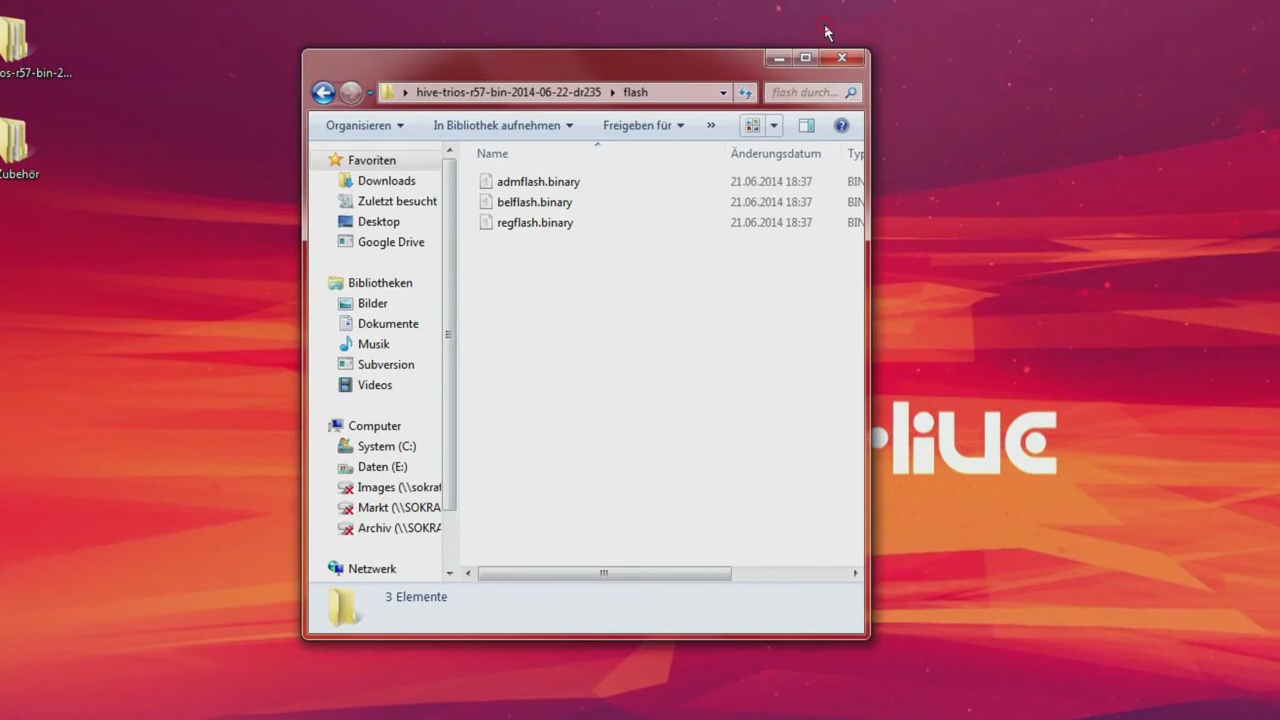 os-r57-bin-2...
Zubehör
hive-trios-r57-bin-2014-06-22-dr235
flash
flash durch...
Organisieren
In Bibliothek aufnehmen
Freigeben für
»
Name
Änderungsdatum
Typ
admflash.binary
21.06.2014 18:37
BIN
belflash.binary
21.06.2014 18:37
BIN
regflash.binary
21.06.2014 18:37
BIN
Favoriten
Downloads
Zuletzt besucht
Desktop
Google Drive
Bibliotheken
Bilder
Dokumente
Musik
Subversion
Videos
Computer
System (C:)
Daten (E:)
Images (\\sokrat
Markt (\\SOKRA
Archiv (\\SOKRA
Netzwerk
3 Elemente